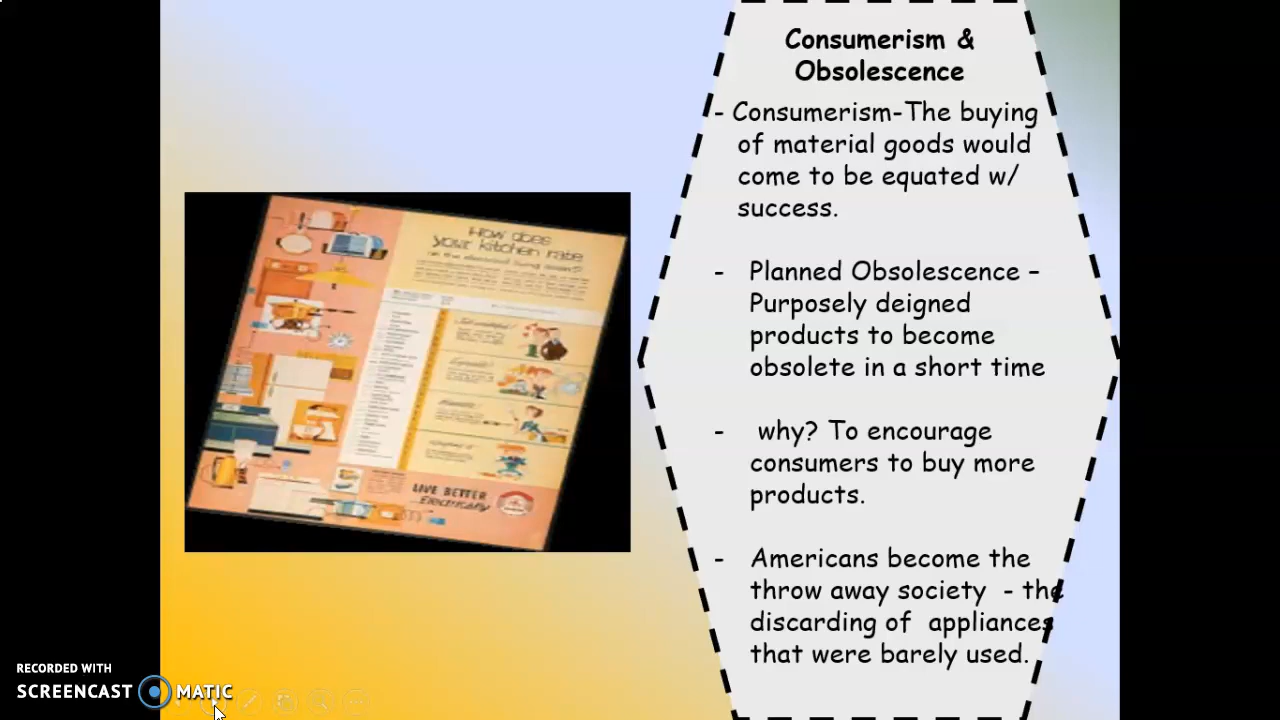 Consumerism &
Obsolescence
- Consumerism-The buying
of material goods would
come to be equated w/
success.
- Planned Obsolescence –
Purposely deigned
products to become
obsolete in a short time
- why? To encourage
consumers to buy more
products.
- Americans become the
throw away society - the
discarding of appliances
that were barely used.
How does
your kitchen rate
LIVE BETTER
Electrically
RECORDED WITH
SCREENCAST MATIC